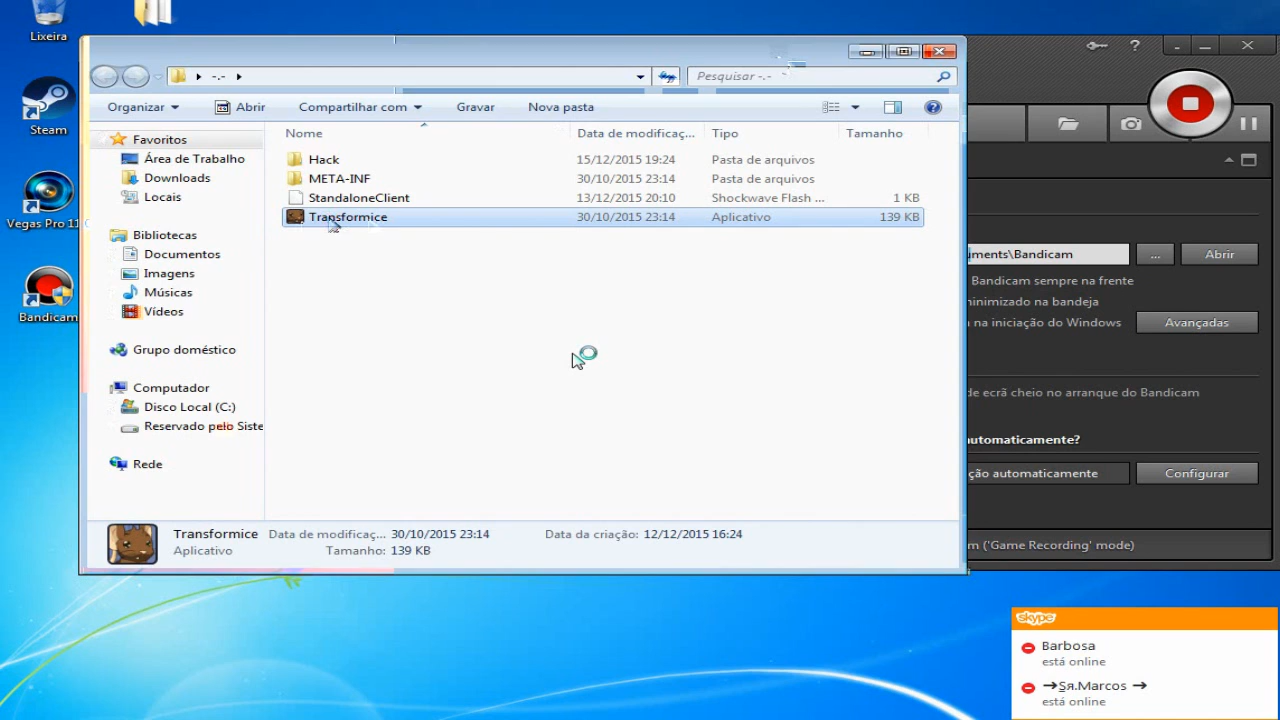 Lixeira
Steam
Vegas Pro 11
Bandicam
-.-
Pesquisar -.-
Organizar
Abrir
Compartilhar com
Gravar
Nova pasta
Nome
Data de modificaç...
Tipo
Tamanho
Hack 15/12/2015 19:24 Pasta de arquivos
META-INF 30/10/2015 23:14 Pasta de arquivos
StandaloneClient 13/12/2015 20:10 Shockwave Flash ... 1 KB
Transformice 30/10/2015 23:14 Aplicativo 139 KB
Favoritos
Área de Trabalho
Downloads
Locais
Bibliotecas
Documentos
Imagens
Músicas
Vídeos
Grupo doméstico
Computador
Disco Local (C:)
Reservado pelo Siste
Rede
Transformice Data de modificaç... 30/10/2015 23:14 Data da criação: 12/12/2015 16:24
Aplicativo Tamanho: 139 KB
uments\Bandicam
...
Abrir
Bandicam sempre na frente
minimizado na bandeja
na iniciação do Windows
Avançadas
de ecrã cheio no arranque do Bandicam
automaticamente?
ção automaticamente
Configurar
m ('Game Recording' mode)
skype
Barbosa
está online
→Sя.Marcos →
está online